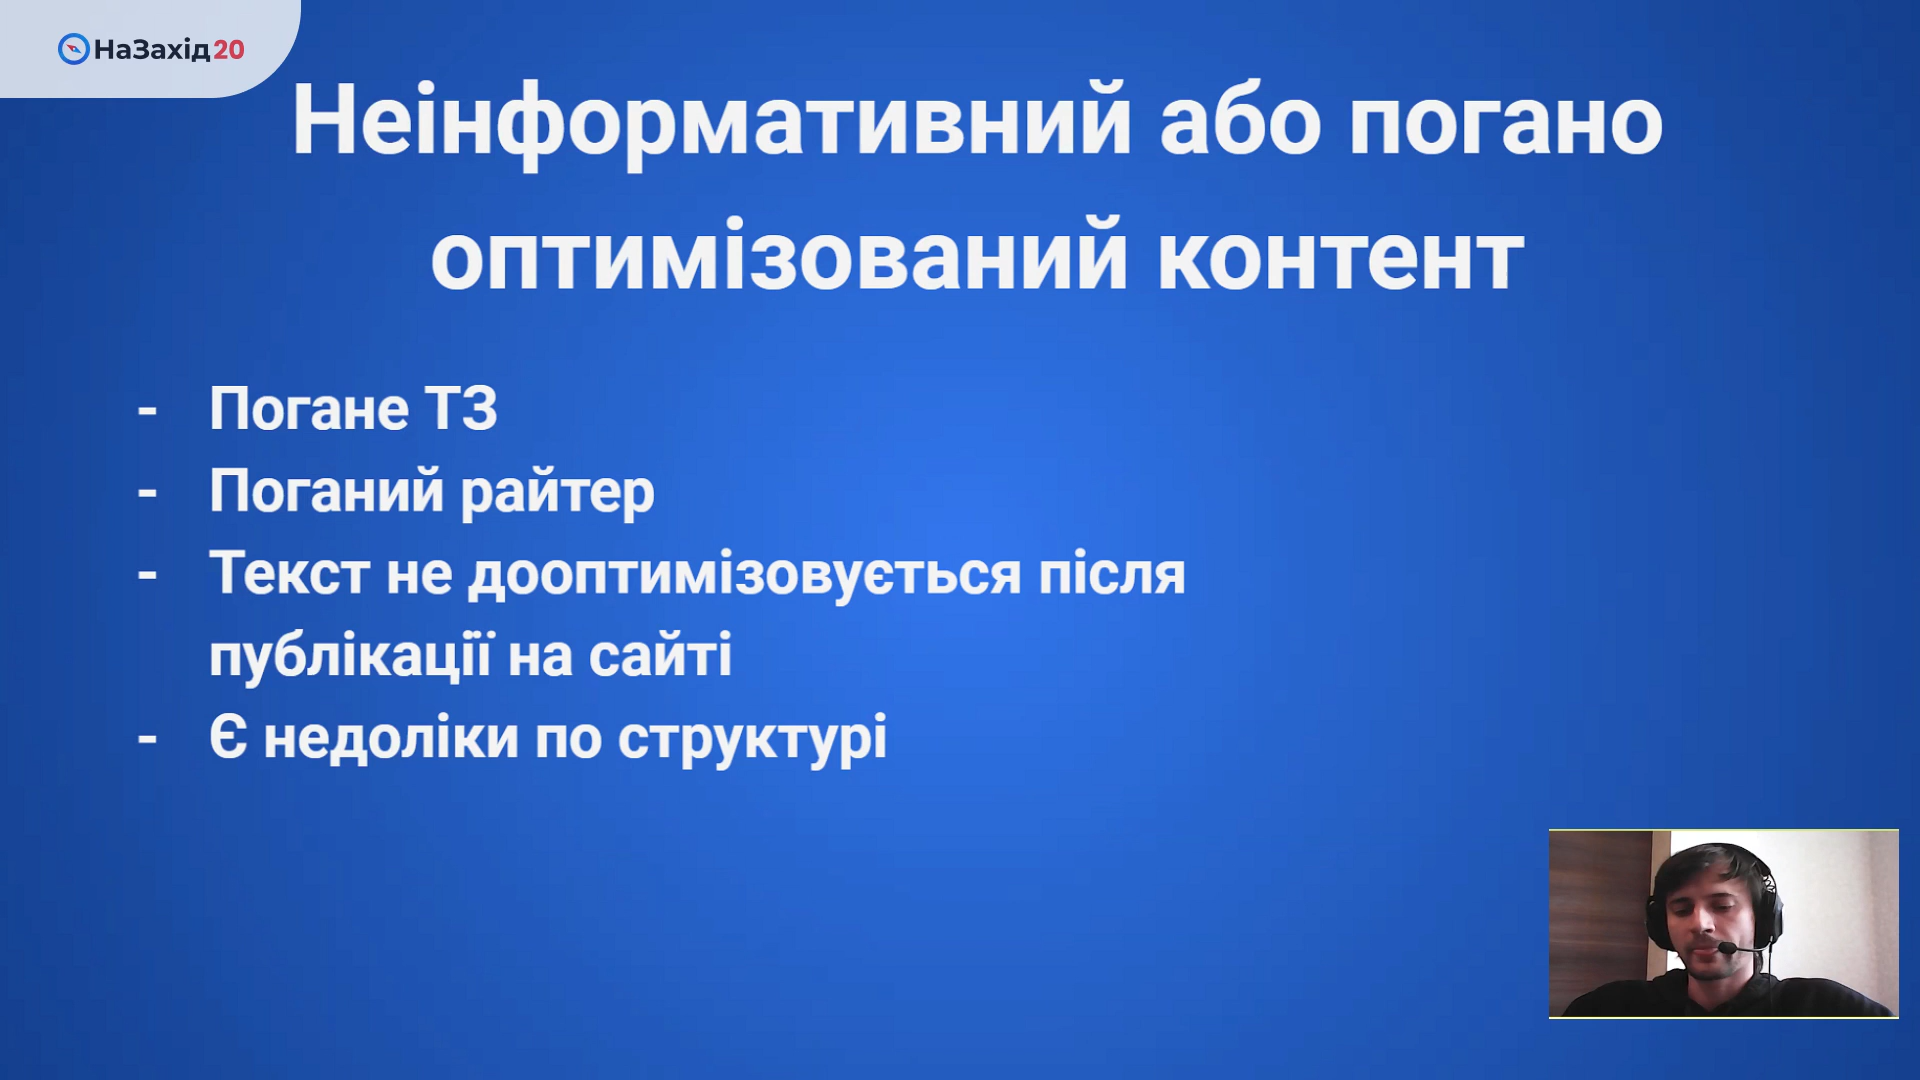 НаЗахід20
Неінформативний або погано
оптимізований контент
- Погане ТЗ
- Поганий райтер
- Текст не дооптимізовується після
публікації на сайті
- Є недоліки по структурі